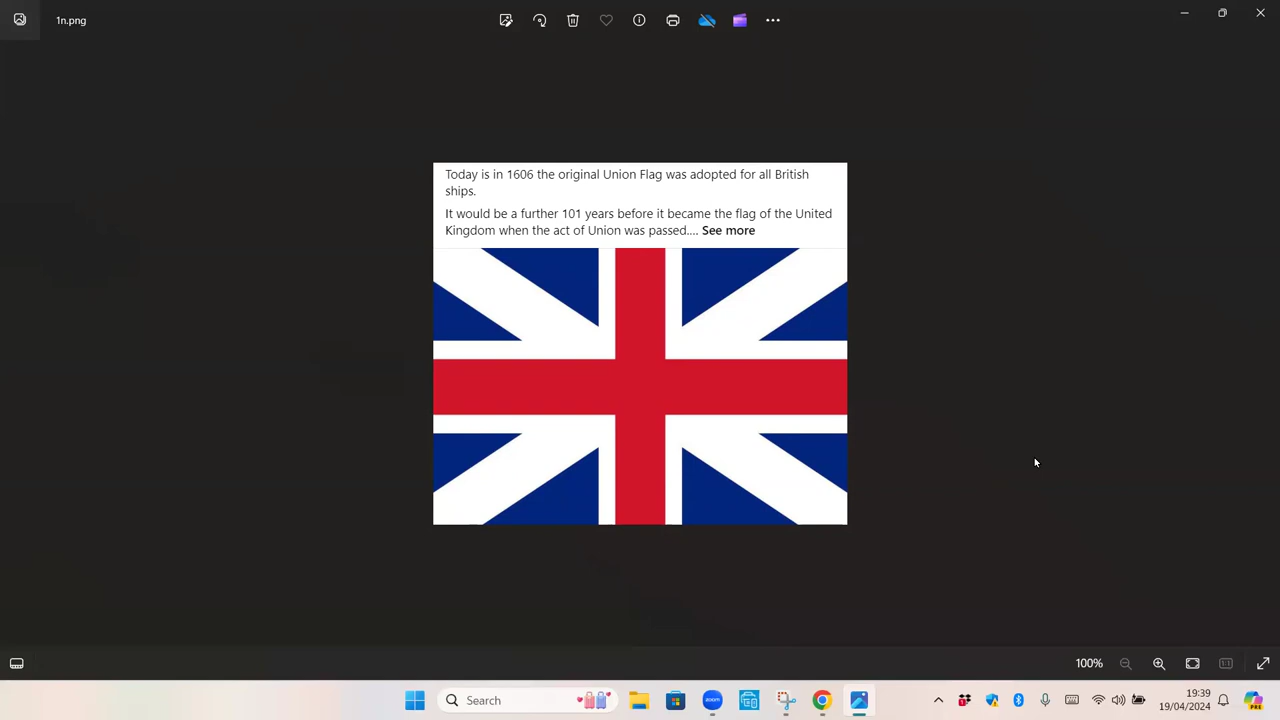 1n.png
Today is in 1606 the original Union Flag was adopted for all British
ships.
It would be a further 101 years before it became the flag of the United
Kingdom when the act of Union was passed.... See more
100%
Search
zoom
19:39
19/04/2024
PRE